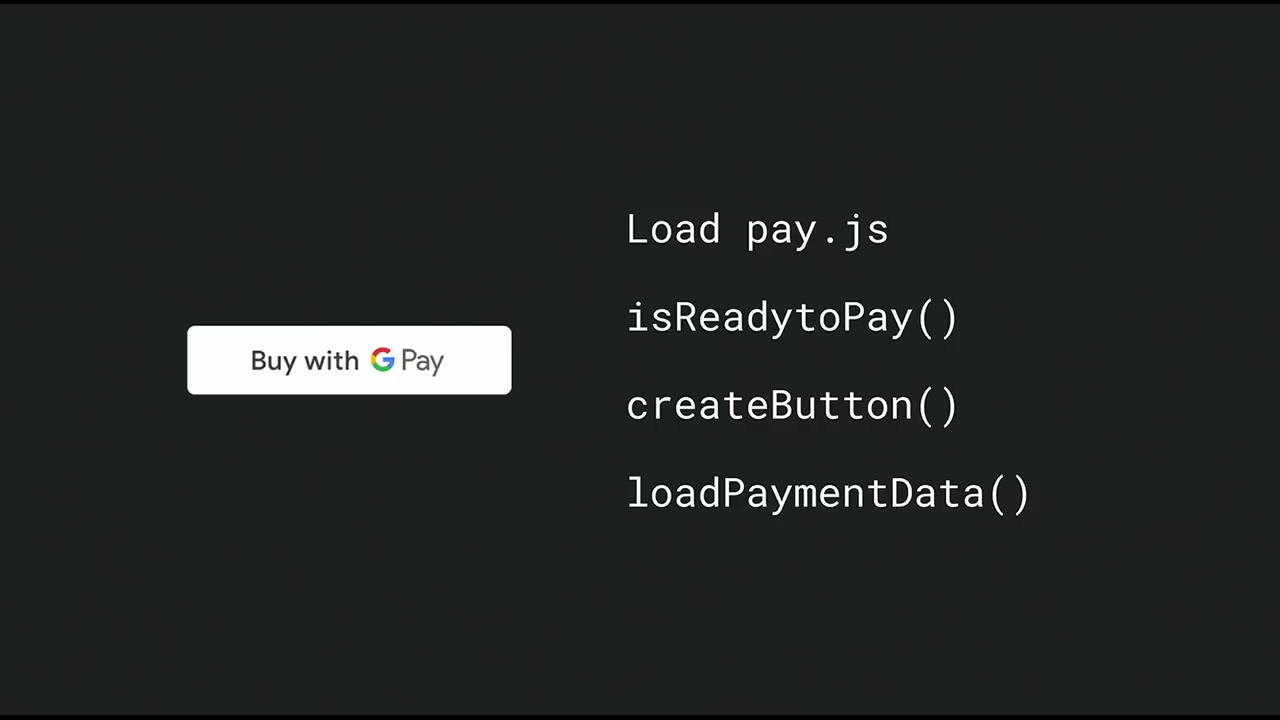 Buy with G Pay
Load pay.js
isReadytoPay()
createButton()
loadPaymentData()